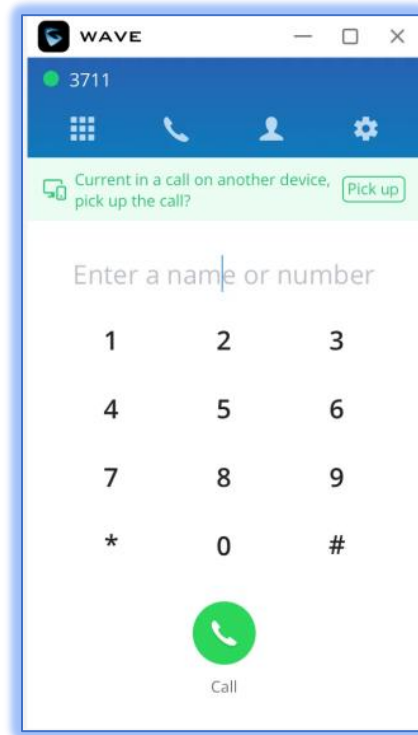 WAVE
3711
Current in a call on another device,
pick up the call?
Pick up
Enter a name or number
1 2 3
4 5 6
7 8 9
* 0 #
Call